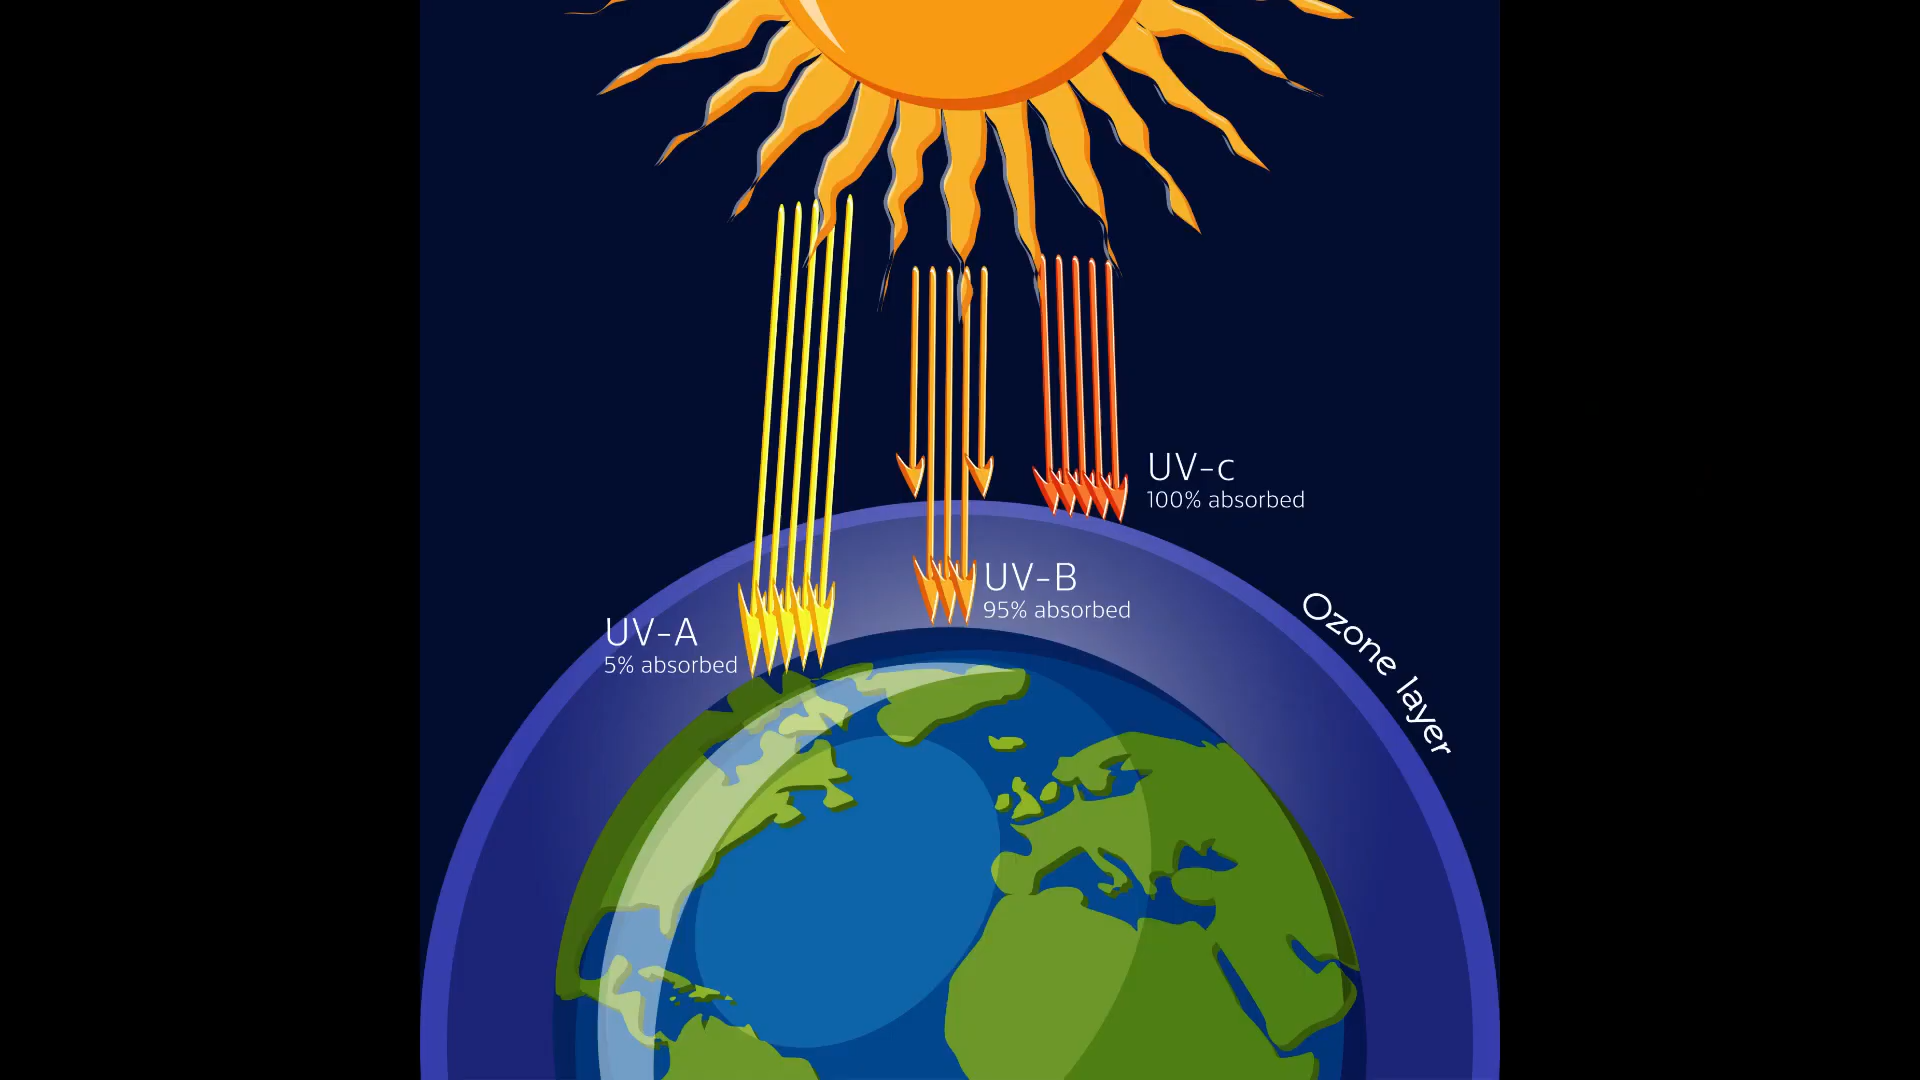 UV-c
100% absorbed
UV-B
95% absorbed
UV-A
5% absorbed
Ozone layer